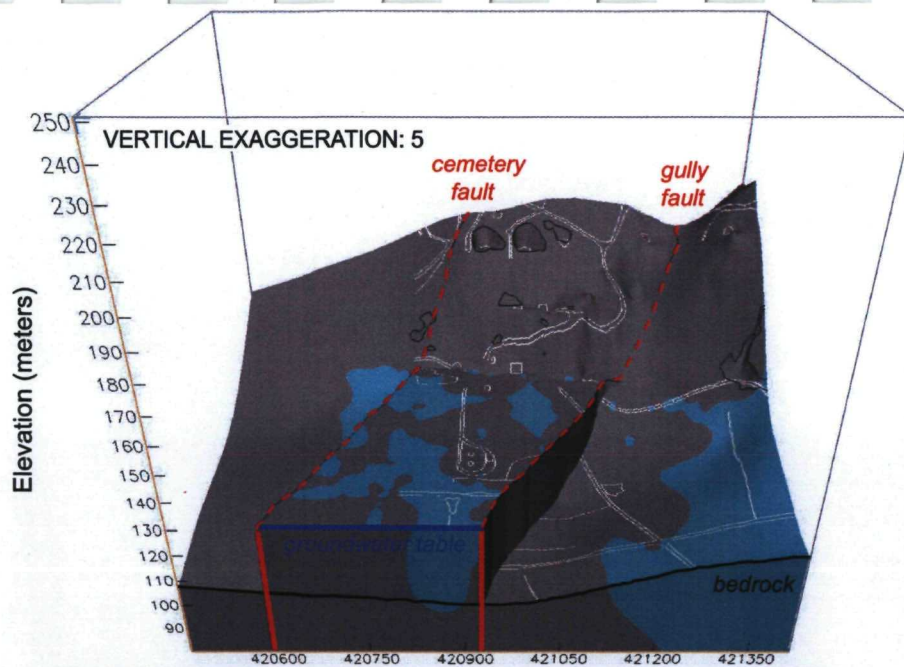 250
VERTICAL EXAGGERATION: 5
cemetery
fault
gully
fault
240
230
220
210
200
190
180
170
160
150
140
130
120
110
100
90
Elevation (meters)
groundwater table
bedrock
420600 420750 420900 421050 421200 421350